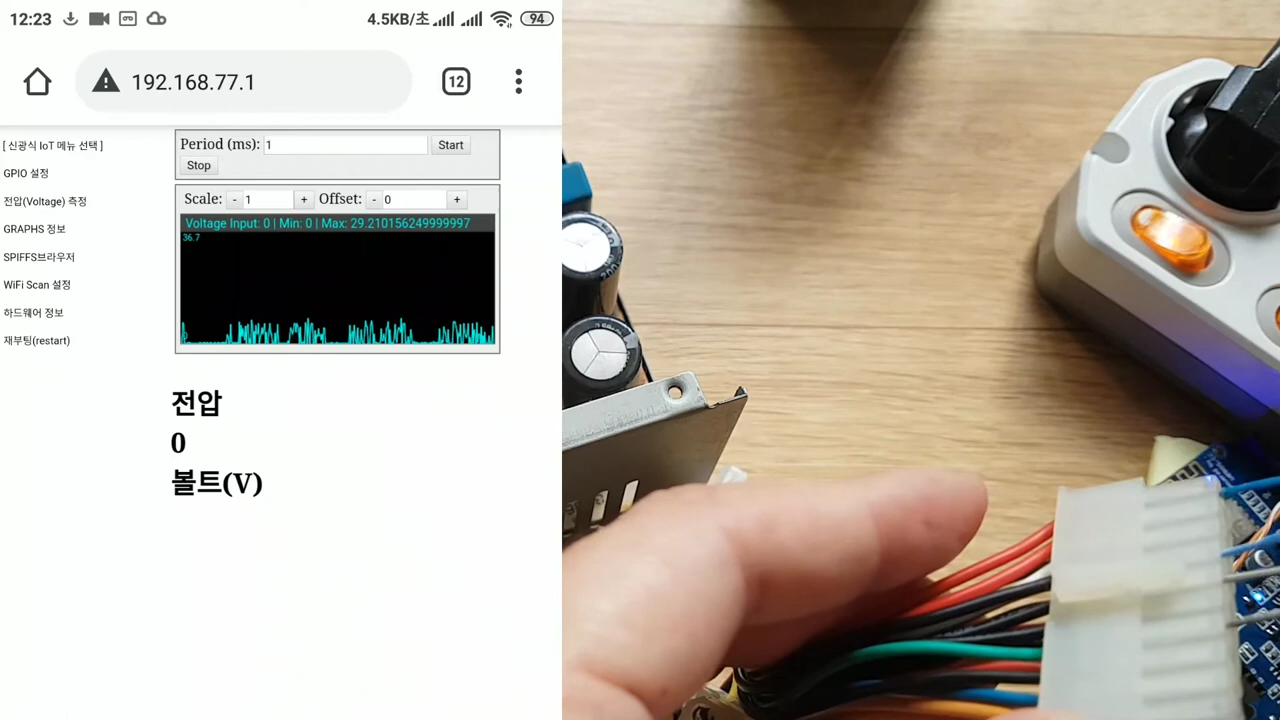 12:23
4.5KB/초
94
192.168.77.1
12
[ 신광식 IoT 메뉴 선택 ]
GPIO 설정
전압(Voltage) 측정
GRAPHS 정보
SPIFFS브라우저
WiFi Scan 설정
하드웨어 정보
재부팅(restart)
Period (ms): 1 Start
Stop
Scale: - 1 + Offset: - 0 +
Voltage Input: 0 | Min: 0 | Max: 29.210156249999997
36.7
전압
0
볼트(V)